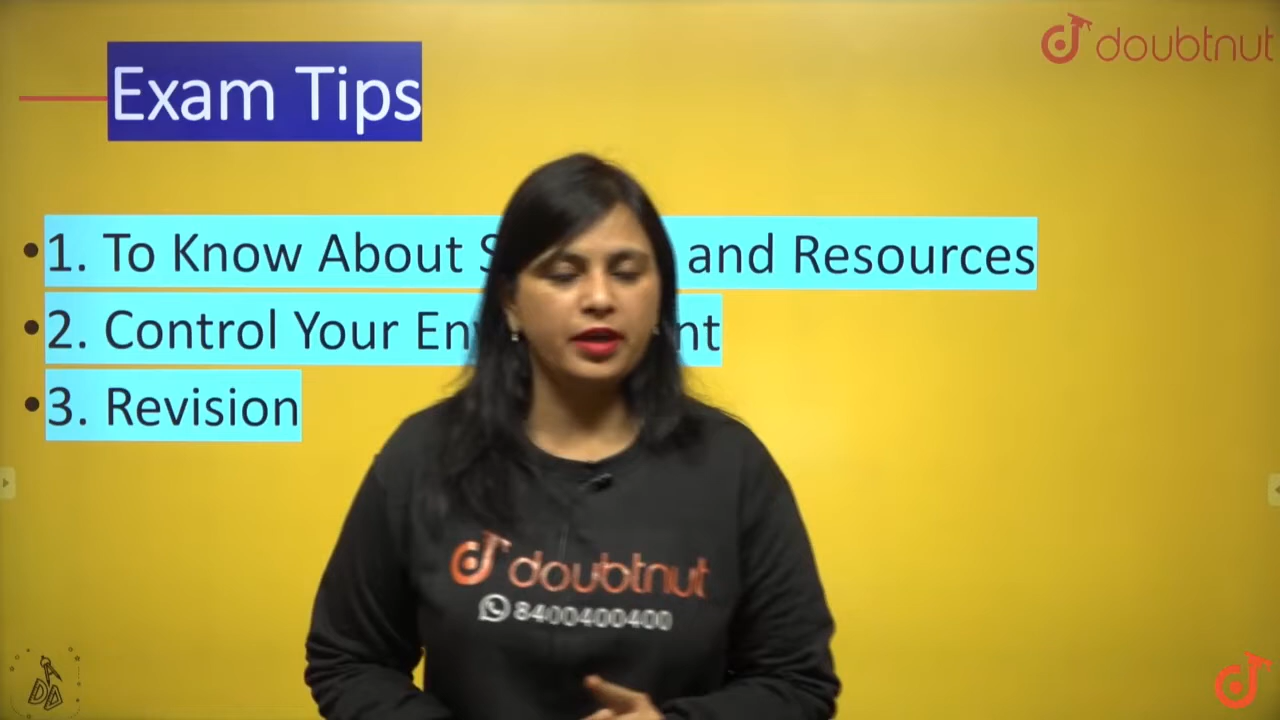 doubtnut
Exam Tips
• 1. To Know About and Resources
• 2. Control Your
• 3. Revision
doubtnut
8400400400